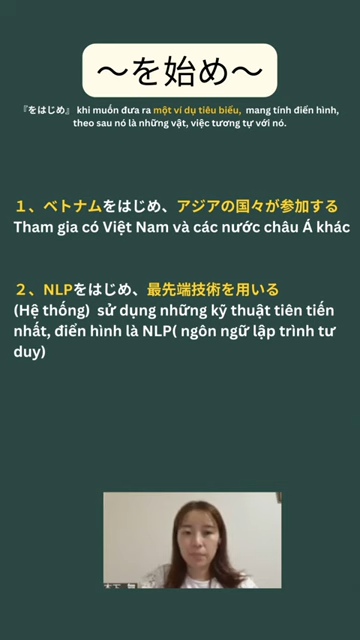 ～を始め～
『をはじめ』 khi muốn đưa ra một ví dụ tiêu biểu, mang tính điển hình,
theo sau nó là những vật, việc tương tự với nó.
１、ベトナムをはじめ、アジアの国々が参加する
Tham gia có Việt Nam và các nước châu Á khác
２、NLPをはじめ、最先端技術を用いる
(Hệ thống) sử dụng những kỹ thuật tiên tiến
nhất, điển hình là NLP( ngôn ngữ lập trình tư
duy)